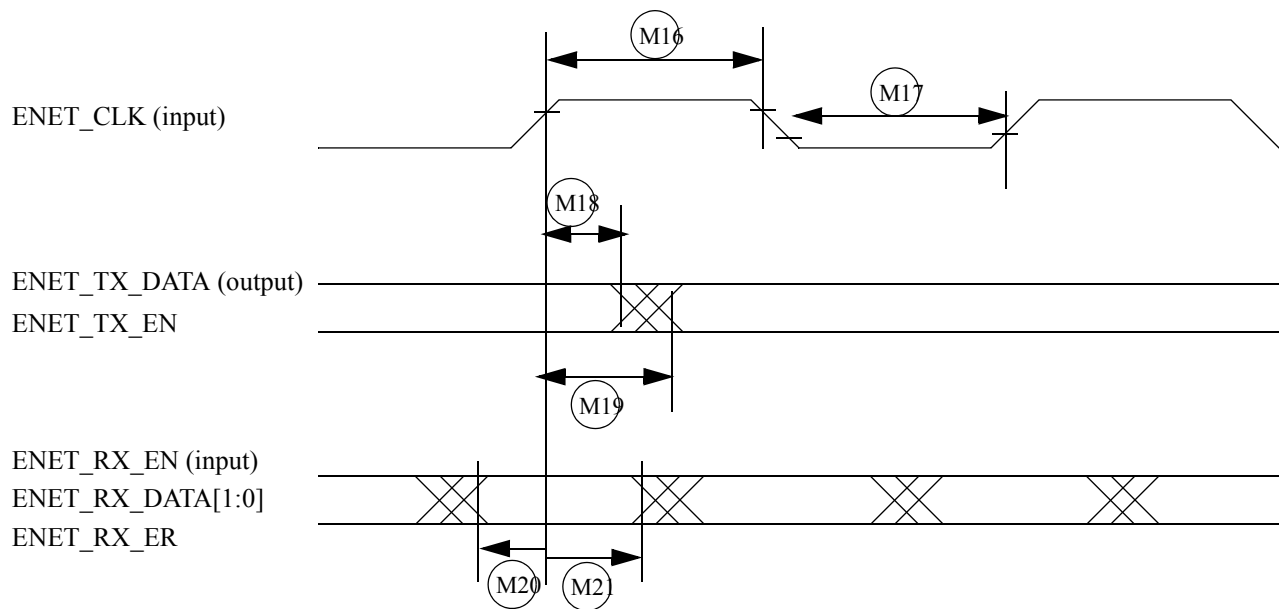 M16
M17
ENET_CLK (input)
M18
ENET_TX_DATA (output)
ENET_TX_EN
M19
ENET_RX_EN (input)
ENET_RX_DATA[1:0]
ENET_RX_ER
M20
M21